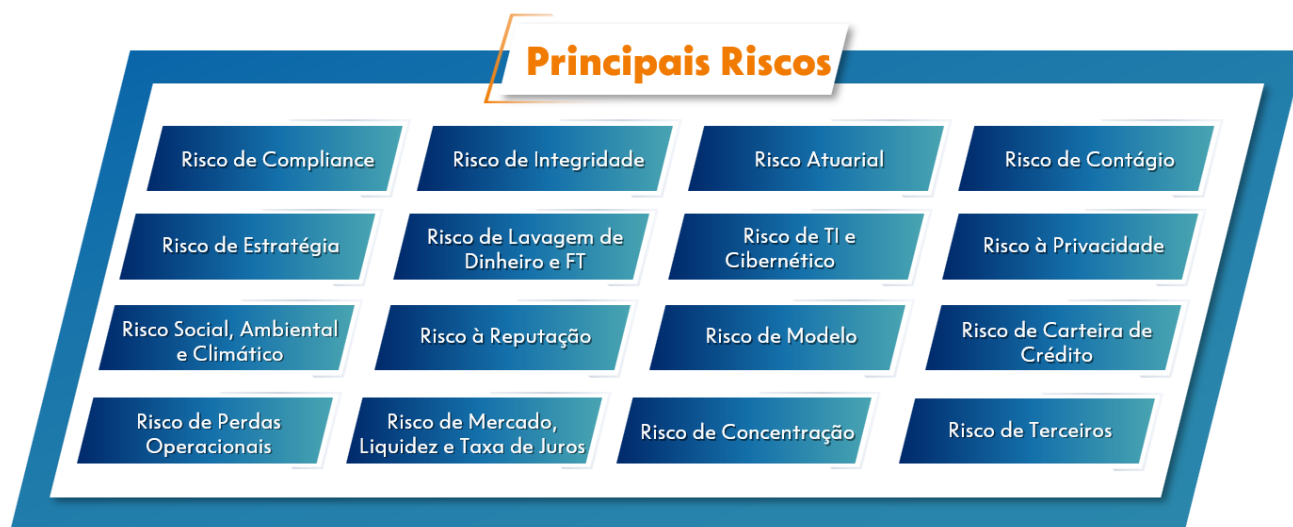 Principais Riscos
Risco de Compliance
Risco de Integridade
Risco Atuarial
Risco de Contágio
Risco de Estratégia
Risco de Lavagem de
Dinheiro e FT
Risco de TI e
Cibernético
Risco à Privacidade
Risco Social, Ambiental
e Climático
Risco à Reputação
Risco de Modelo
Risco de Carteira de
Crédito
Risco de Perdas
Operacionais
Risco de Mercado,
Liquidez e Taxa de Juros
Risco de Concentração
Risco de Terceiros